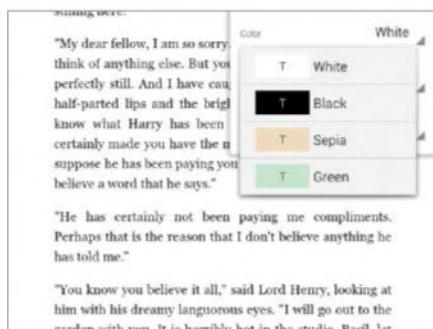 "My dear fellow, I am so sorry.
think of anything else. But you
perfectly still. And I have
half-parted lips and the
know what Harry has been
certainly made you have the
suppose he has been paying you
believe a word that he says."
Color
White
T White
T Black
T Sepia
T Green
"He has certainly not been paying me compliments.
Perhaps that is the reason that I don't believe anything he
has told me."
"You know you believe it all," said Lord Henry, looking at
him with his dreamy languorous eyes. "I will go out to the